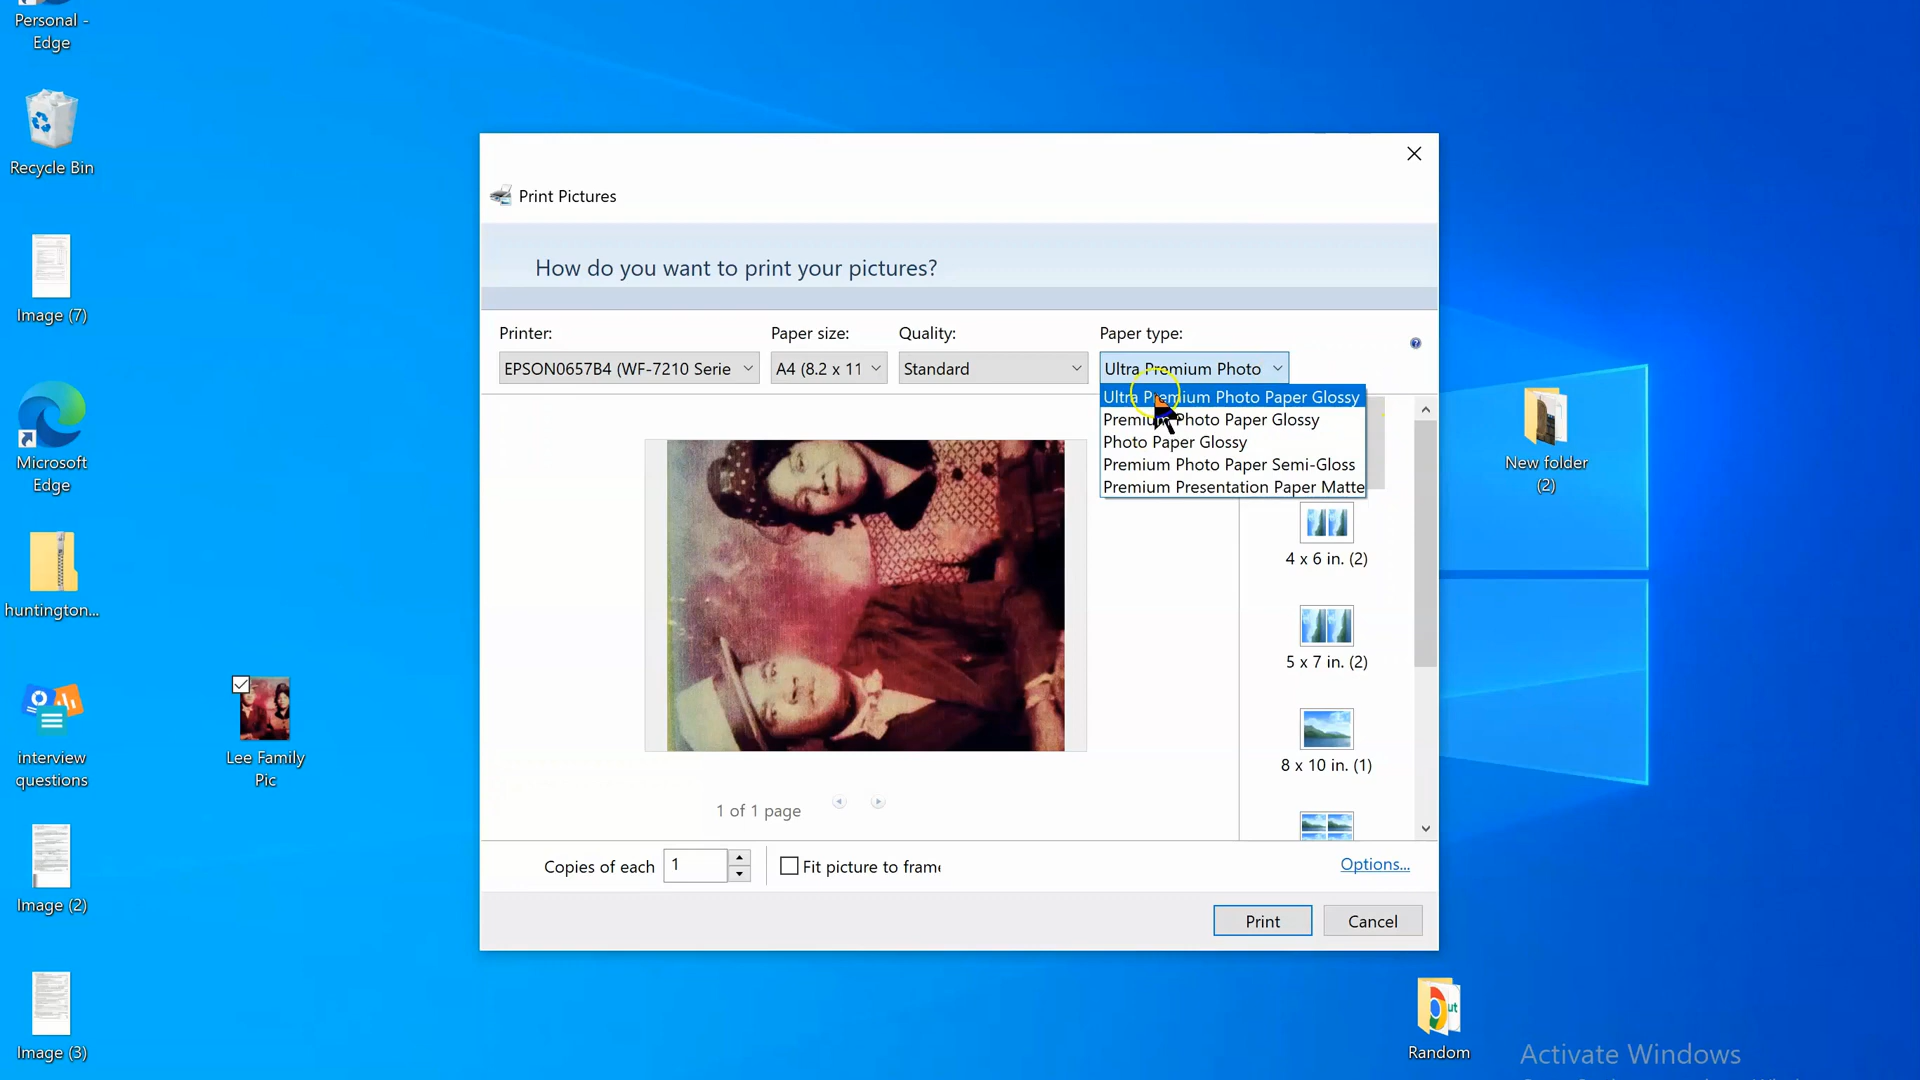 Personal -
Edge
Recycle Bin
Image (7)
Microsoft
Edge
huntington...
interview
questions
Lee Family
Pic
Image (2)
Image (3)
Print Pictures
How do you want to print your pictures?
Printer:
Paper size:
Quality:
Paper type:
EPSON0657B4 (WF-7210 Serie
A4 (8.2 x 11
Standard
Ultra Premium Photo
Ultra Premium Photo Paper Glossy
Premium Photo Paper Glossy
Photo Paper Glossy
Premium Photo Paper Semi-Gloss
Premium Presentation Paper Matte
4 x 6 in. (2)
5 x 7 in. (2)
8 x 10 in. (1)
1 of 1 page
Copies of each
1
Fit picture to frame
Options...
Print
Cancel
New folder
(2)
Random
Activate Windows